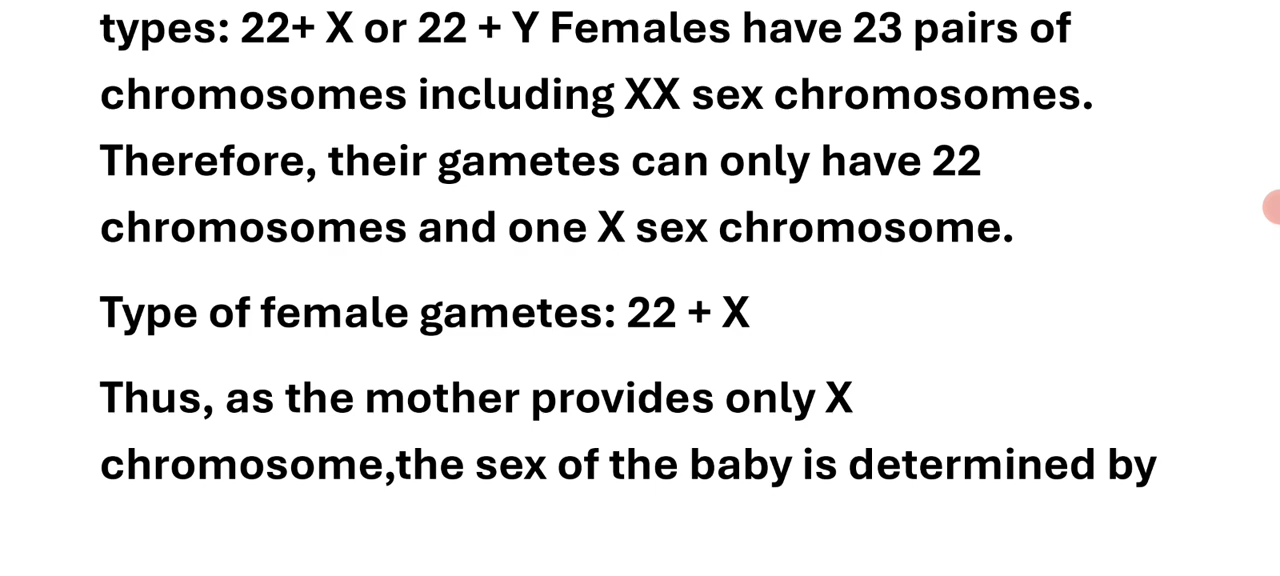 types: 22+ X or 22 + Y Females have 23 pairs of
chromosomes including XX sex chromosomes.
Therefore, their gametes can only have 22
chromosomes and one X sex chromosome.
Type of female gametes: 22 + X
Thus, as the mother provides only X
chromosome,the sex of the baby is determined by